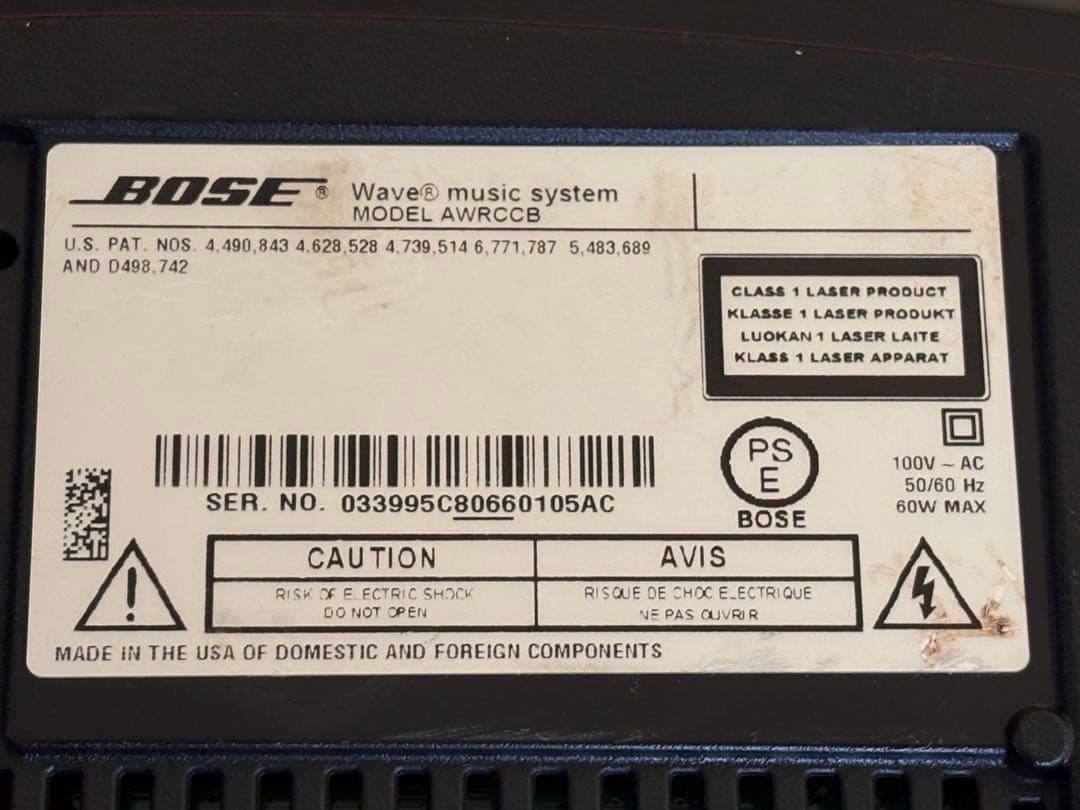 BOSE® Wave® music system
MODEL AWRCCB
U.S. PAT. NOS. 4,490,843 4,628,528 4,739,514 6,771,787 5,483,689
AND D498,742
CLASS 1 LASER PRODUCT
KLASSE 1 LASER PRODUKT
LUOKAN 1 LASER LAITE
KLASS 1 LASER APPARAT
SER. NO. 033995C80660105AC
PS
E
BOSE
100V ~ AC
50/60 Hz
60W MAX
CAUTION
RISK OF ELECTRIC SHOCK
DO NOT OPEN
AVIS
RISQUE DE CHOC ELECTRIQUE
NE PAS OUVRIR
MADE IN THE USA OF DOMESTIC AND FOREIGN COMPONENTS